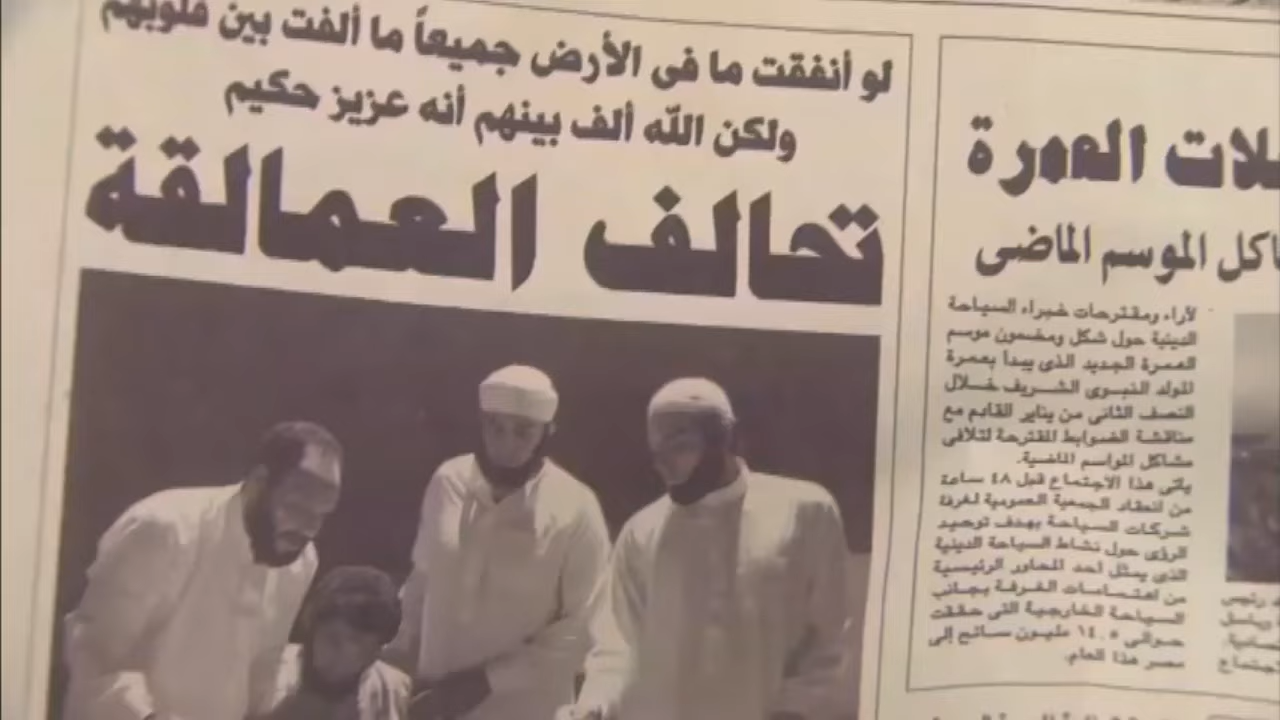 لو أنفقت ما فى الأرض جميعاً ما ألفت بين قلوبهم
ولكن الله ألف بينهم أنه عزيز حكيم
تحالف العمالقة
العمرة
اكل الموسم الماضى
لآراء ومقترحات خبراء السياحة
الدينية حول شكل ومضمون موسم
العمرة الجديد الذى يبدأ بعمرة
المولد النبوى الشريف خلال
النصف الثانى من يناير القادم مع
مناقشة الضوابط المقترحة لتلافى
مشاكل المواسم الماضية.
يأتى هذا الاجتماع قبل ٤٨ ساعة
من انعقاد الجمعية العمومية لغرفة
شركات السياحة بهدف توحيد
الرؤى حول نشاط السياحة الدينية
الذى يمثل احد المحاور الرئيسية
من اهتمامات الغرفة بجانب
السياحة الخارجية التى حققت
حوالى ١٤.٥ مليون سائح إلى
مصر هذا العام.
رئيس